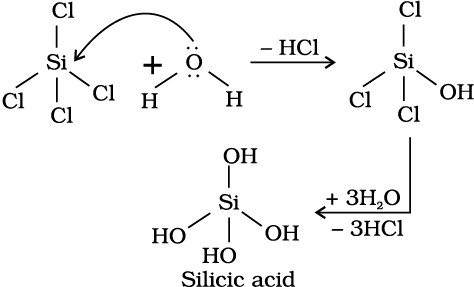 Cl
Si
Cl
Cl
Cl
+
O
H
H
– HCl
Cl
Si
Cl
Cl
OH
+ 3H₂O
– 3HCl
OH
Si
HO
OH
HO
Silicic acid